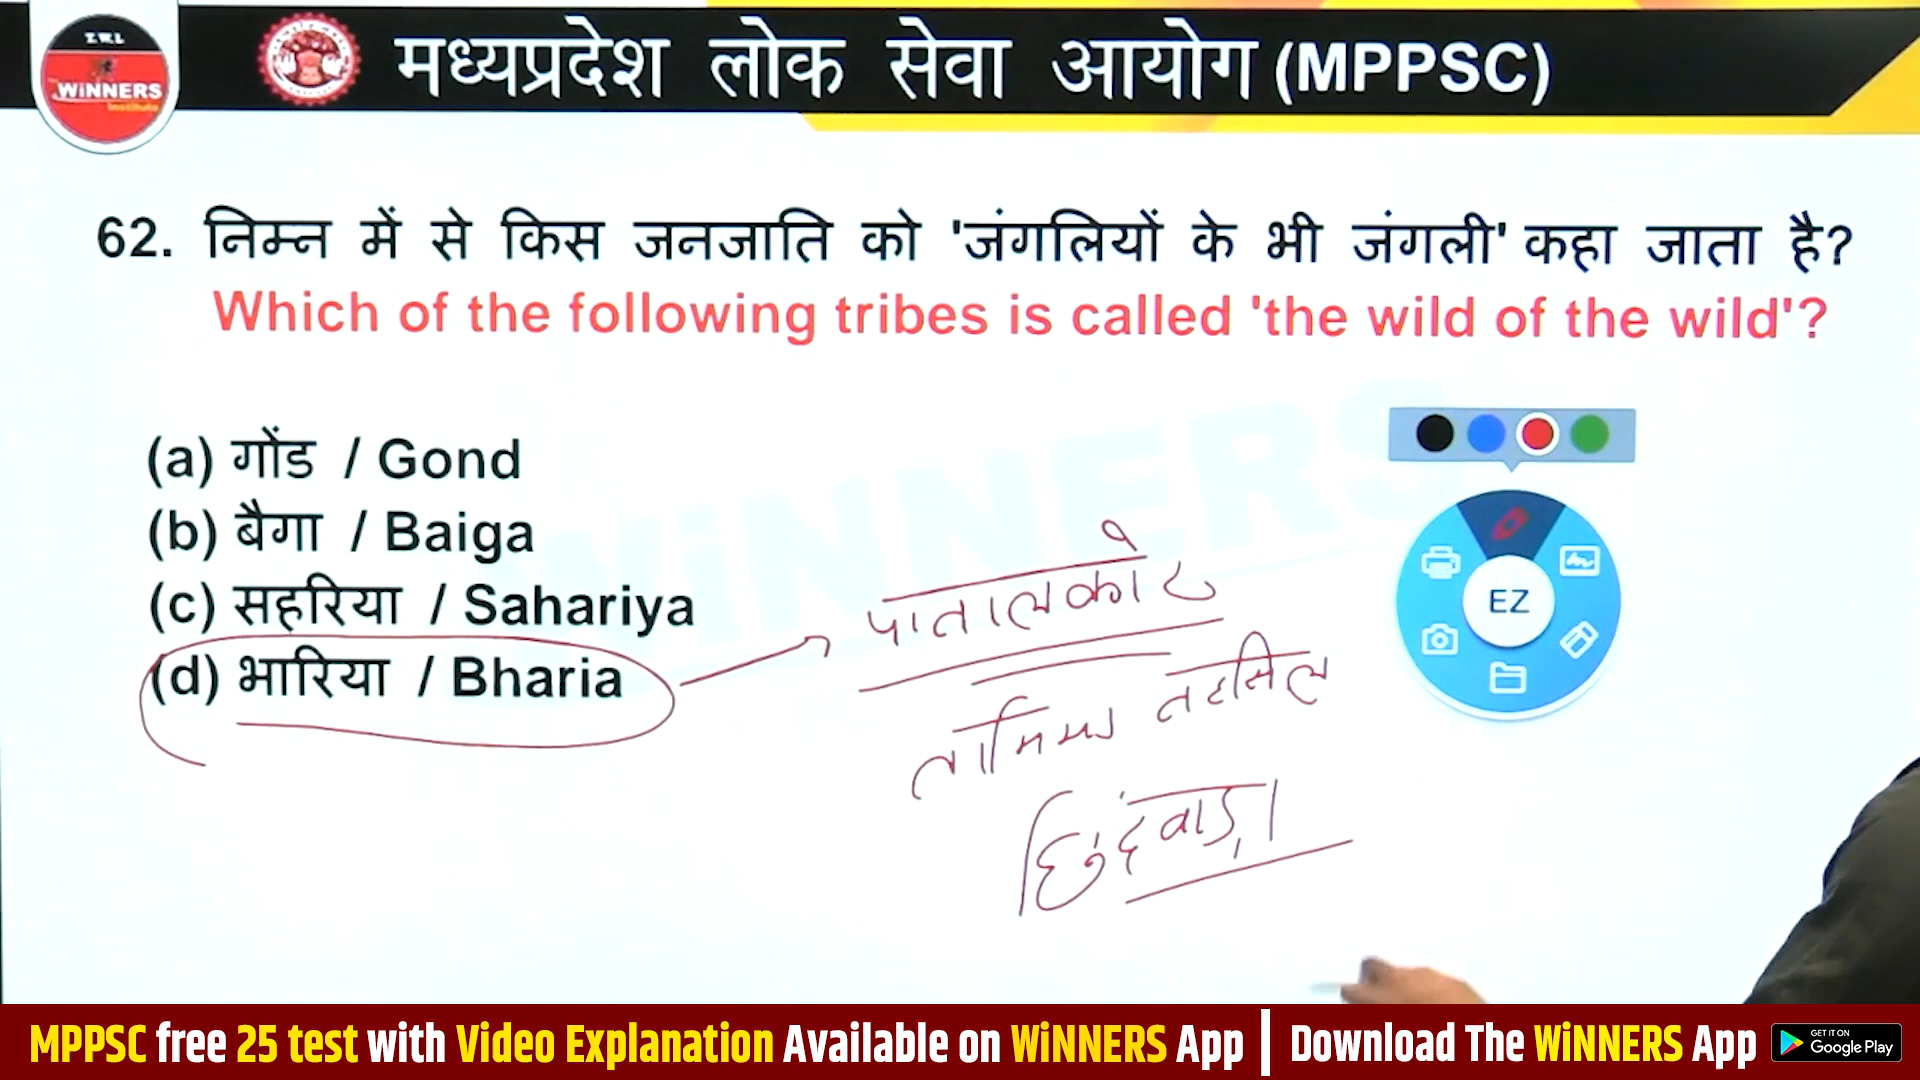 T.W.I.
WiNNERS
Institute
मध्यप्रदेश लोक सेवा आयोग (MPPSC)
62. निम्न में से किस जनजाति को 'जंगलियों के भी जंगली' कहा जाता है?
Which of the following tribes is called 'the wild of the wild'?
(a) गोंड / Gond
(b) बैगा / Baiga
(c) सहरिया / Sahariya
(d) भारिया / Bharia
पातालकोट
तहसिल
छिंदवाड़ा
WiNNERS
EZ
MPPSC free 25 test with Video Explanation Available on WiNNERS App | Download The WiNNERS App
GET IT ON
Google Play